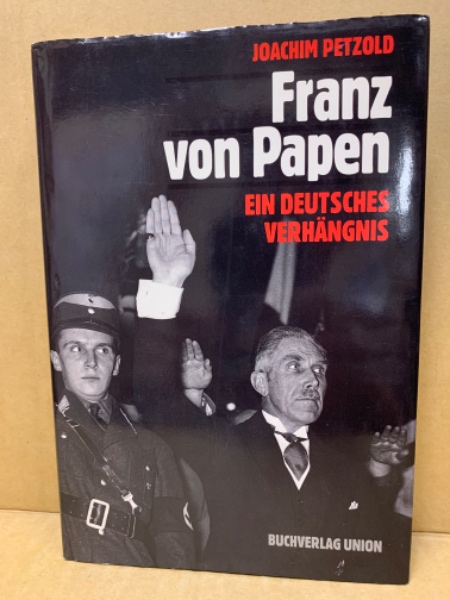 JOACHIM PETZOLD
Franz
von Papen
EIN DEUTSCHES
VERHÄNGNIS
BUCHVERLAG UNION